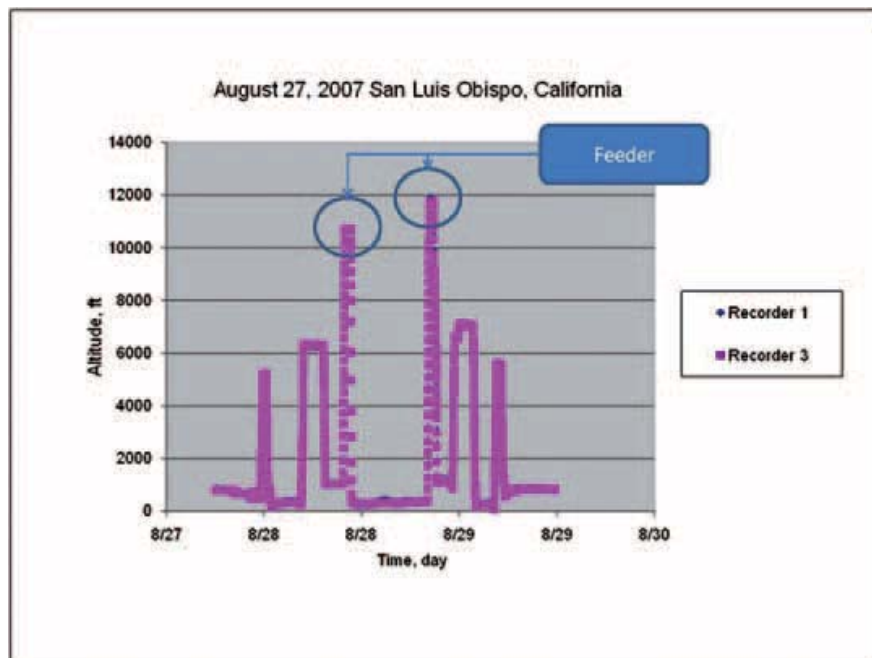 August 27, 2007 San Luis Obispo, California
Feeder
14000
12000
10000
8000
6000
4000
2000
0
Altitude, ft
8/27 8/28 8/28 8/29 8/29 8/30
Time, day
Recorder 1
Recorder 3